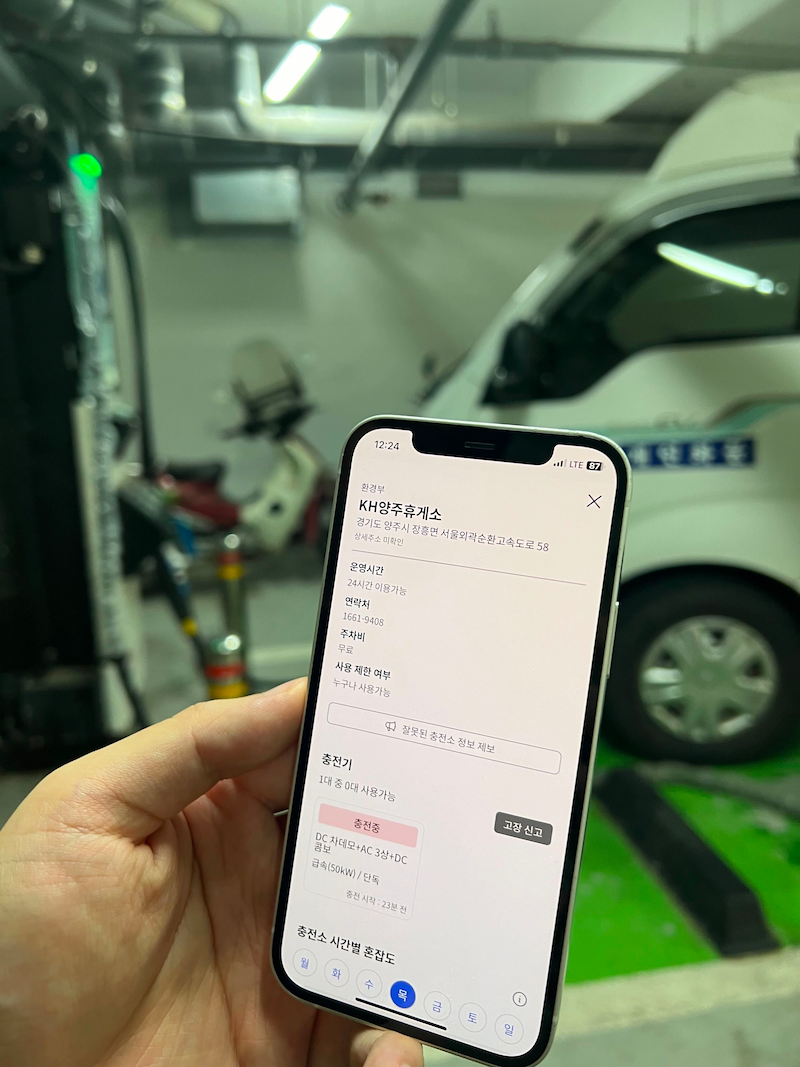 12:24
LTE 87
환경부
KH양주휴게소
경기도 양주시 장흥면 서울외곽순환고속도로 58
상세주소 미확인
운영시간
24시간 이용가능
연락처
1661-9408
주차비
무료
사용 제한 여부
누구나 사용가능
잘못된 충전소 정보 제보
충전기
1대 중 0대 사용가능
고장 신고
충전중
DC 차데모+AC 3상+DC
콤보
급속(50kW) / 단독
충전 시작 : 23분 전
충전소 시간별 혼잡도
월 화 수 목 금 토 일